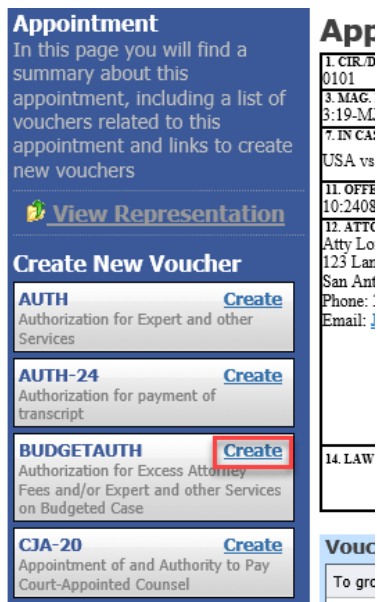 Appointment
In this page you will find a
summary about this
appointment, including a list of
vouchers related to this
appointment and links to create
new vouchers
View Representation
Create New Voucher
AUTH Create
Authorization for Expert and other
Services
AUTH-24 Create
Authorization for payment of
transcript
BUDGETAUTH Create
Authorization for Excess Attorney
Fees and/or Expert and other Services
on Budgeted Case
CJA-20 Create
Appointment of and Authority to Pay
Court-Appointed Counsel
App
1. CIR./D
0101
3. MAG.
3:19-M
7. IN CA
USA vs
11. OFFE
10:2408
12. ATTO
Atty Lo
123 Lan
San Ant
Phone:
Email:
14. LAW
Vouc
To gro